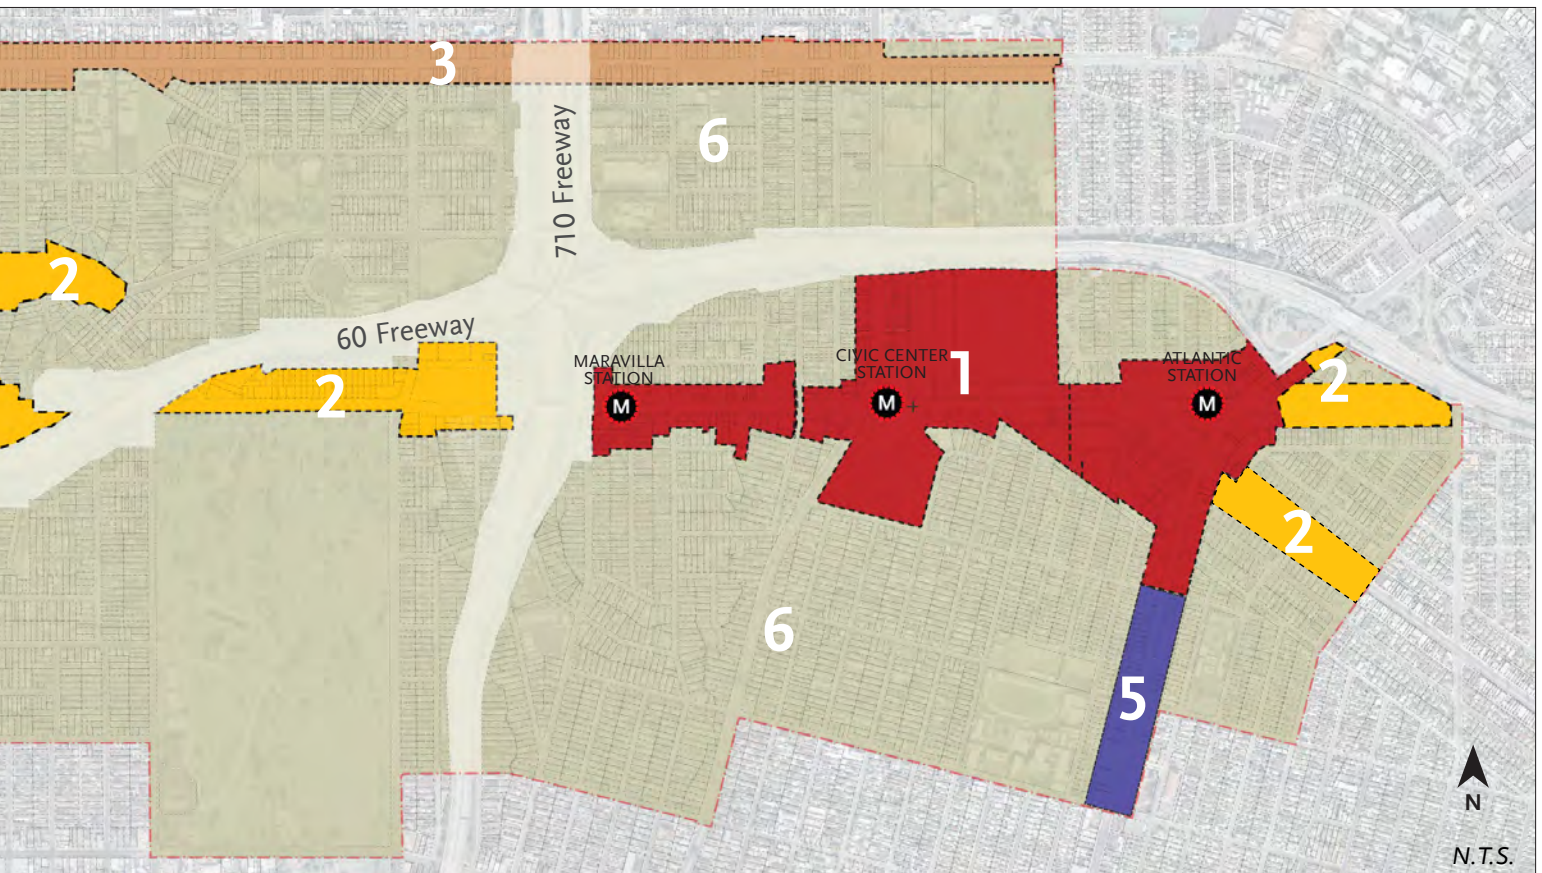 3
6
710 Freeway
2
60 Freeway
MARAVILLA
STATION
M
CIVIC CENTER
STATION
M
1
ATLANTIC
STATION
M
2
2
2
6
5
N
N.T.S.